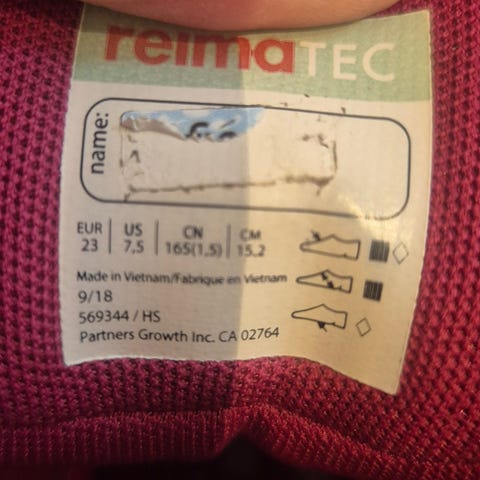 reimaTEC
name:
EUR US CN CM
23 7,5 165(1,5) 15,2
Made in Vietnam/Fabrique en Vietnam
9/18
569344 / HS
Partners Growth Inc. CA 02764